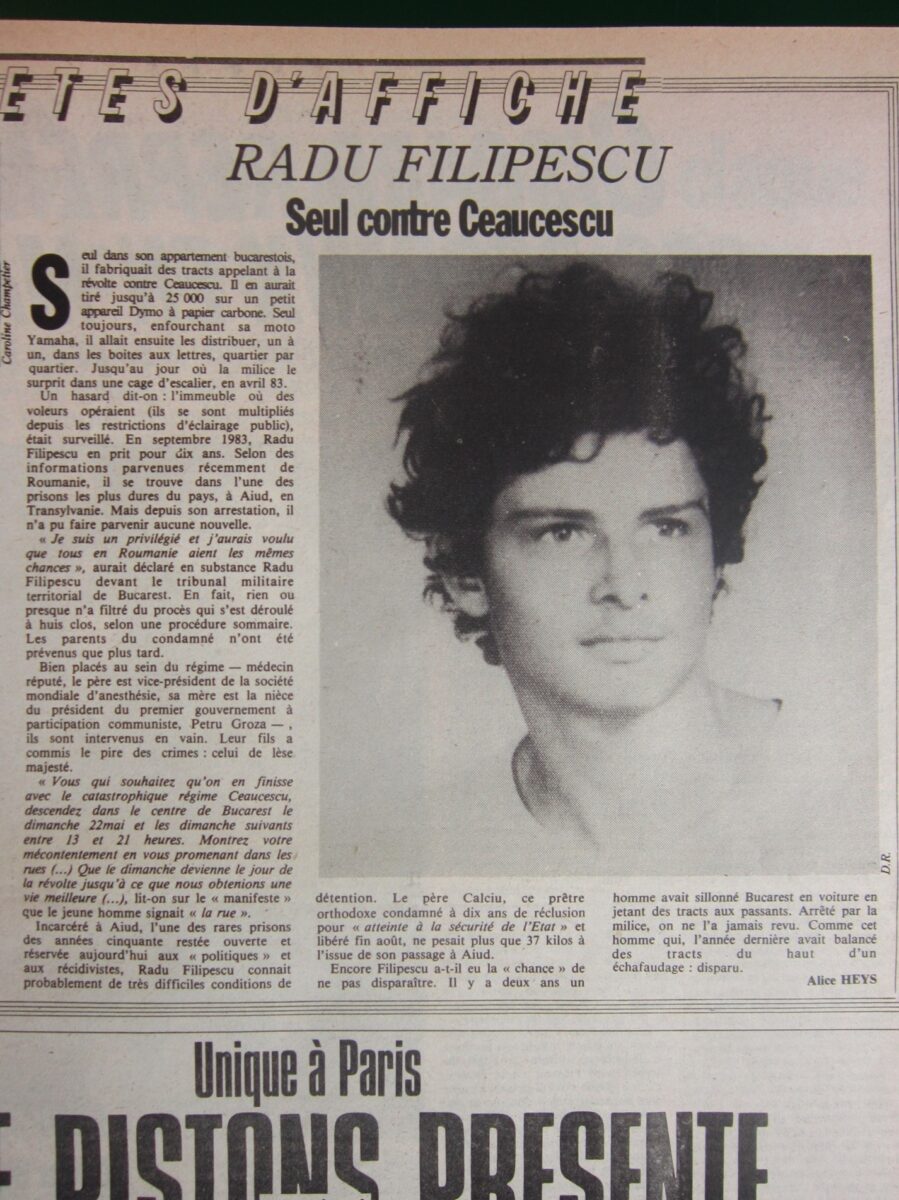 ETES D'AFFICHE
RADU FILIPESCU
Seul contre Ceaucescu
Caroline Champetier
Seul dans son appartement bucarestois,
il fabriquait des tracts appelant à la
révolte contre Ceaucescu. Il en aurait
tiré jusqu'à 25 000 sur un petit
appareil Dymo à papier carbone. Seul
toujours, enfourchant sa moto
Yamaha, il allait ensuite les distribuer, un à
un, dans les boites aux lettres, quartier par
quartier. Jusqu'au jour où la milice le
surprit dans une cage d'escalier, en avril 83.
Un hasard dit-on : l'immeuble où des
voleurs opéraient (ils se sont multipliés
depuis les restrictions d'éclairage public),
était surveillé. En septembre 1983, Radu
Filipescu en prit pour dix ans. Selon des
informations parvenues récemment de
Roumanie, il se trouve dans l'une des
prisons les plus dures du pays, à Aiud, en
Transylvanie. Mais depuis son arrestation, il
n'a pu faire parvenir aucune nouvelle.
« Je suis un privilégié et j'aurais voulu
que tous en Roumanie aient les mêmes
chances », aurait déclaré en substance Radu
Filipescu devant le tribunal militaire
territorial de Bucarest. En fait, rien ou
presque n'a filtré du procès qui s'est déroulé
à huis clos, selon une procédure sommaire.
Les parents du condamné n'ont été
prévenus que plus tard.
Bien placés au sein du régime — médecin
réputé, le père est vice-président de la société
mondiale d'anesthésie, sa mère est la nièce
du président du premier gouvernement à
participation communiste, Petru Groza — ,
ils sont intervenus en vain. Leur fils a
commis le pire des crimes : celui de lèse
majesté.
« Vous qui souhaitez qu'on en finisse
avec le catastrophique régime Ceaucescu,
descendez dans le centre de Bucarest le
dimanche 22mai et les dimanche suivants
entre 13 et 21 heures. Montrez votre
mécontentement en vous promenant dans les
rues (...) Que le dimanche devienne le jour de
la révolte jusqu'à ce que nous obtenions une
vie meilleure (...), lit-on sur le « manifeste »
que le jeune homme signait « la rue ».
Incarcéré à Aiud, l'une des rares prisons
des années cinquante restée ouverte et
réservée aujourd'hui aux « politiques » et
aux récidivistes, Radu Filipescu connait
probablement de très difficiles conditions de
détention. Le père Calciu, ce prêtre
orthodoxe condamné à dix ans de réclusion
pour « atteinte à la sécurité de l'Etat » et
libéré fin août, ne pesait plus que 37 kilos à
l'issue de son passage à Aiud.
Encore Filipescu a-t-il eu la « chance » de
ne pas disparaître. Il y a deux ans un
homme avait sillonné Bucarest en voiture en
jetant des tracts aux passants. Arrêté par la
milice, on ne l'a jamais revu. Comme cet
homme qui, l'année dernière avait balancé
des tracts du haut d'un
échafaudage : disparu.
Alice HEYS
D.R.
Unique à Paris
E PISTONS PRESENTE